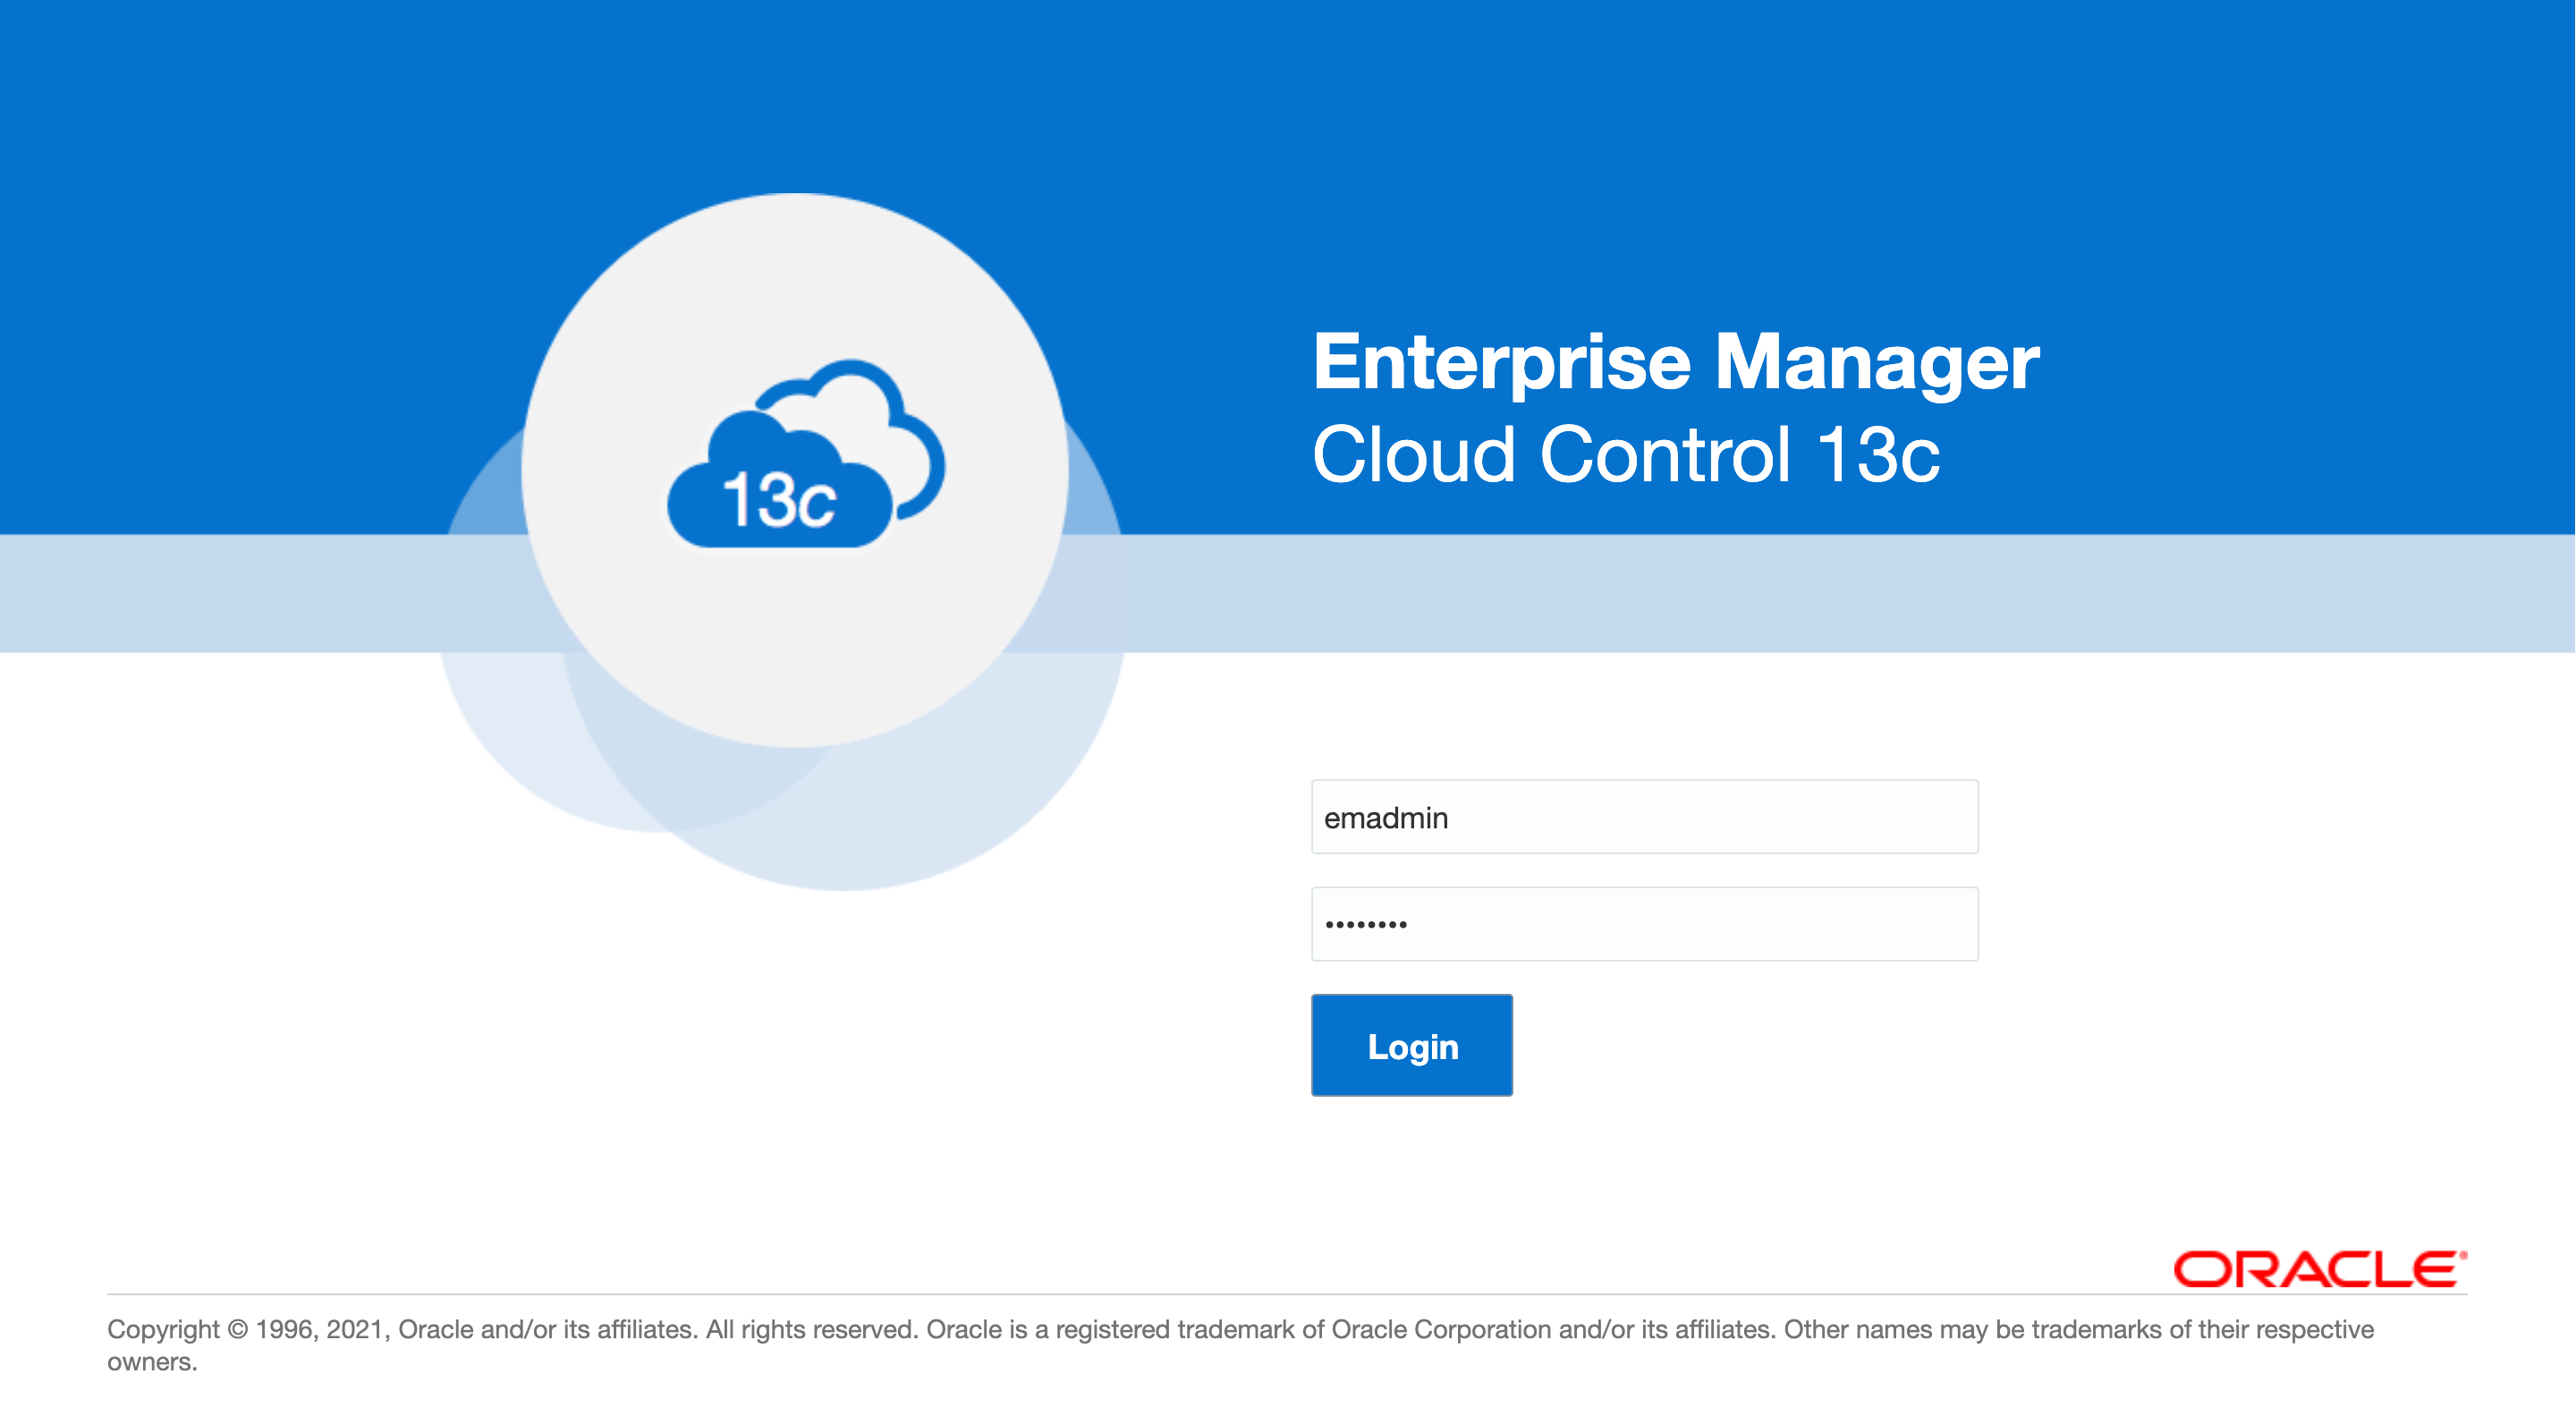 13c
Enterprise Manager
Cloud Control 13c
emadmin
••••••••
Login
ORACLE®
Copyright © 1996, 2021, Oracle and/or its affiliates. All rights reserved. Oracle is a registered trademark of Oracle Corporation and/or its affiliates. Other names may be trademarks of their respective
owners.